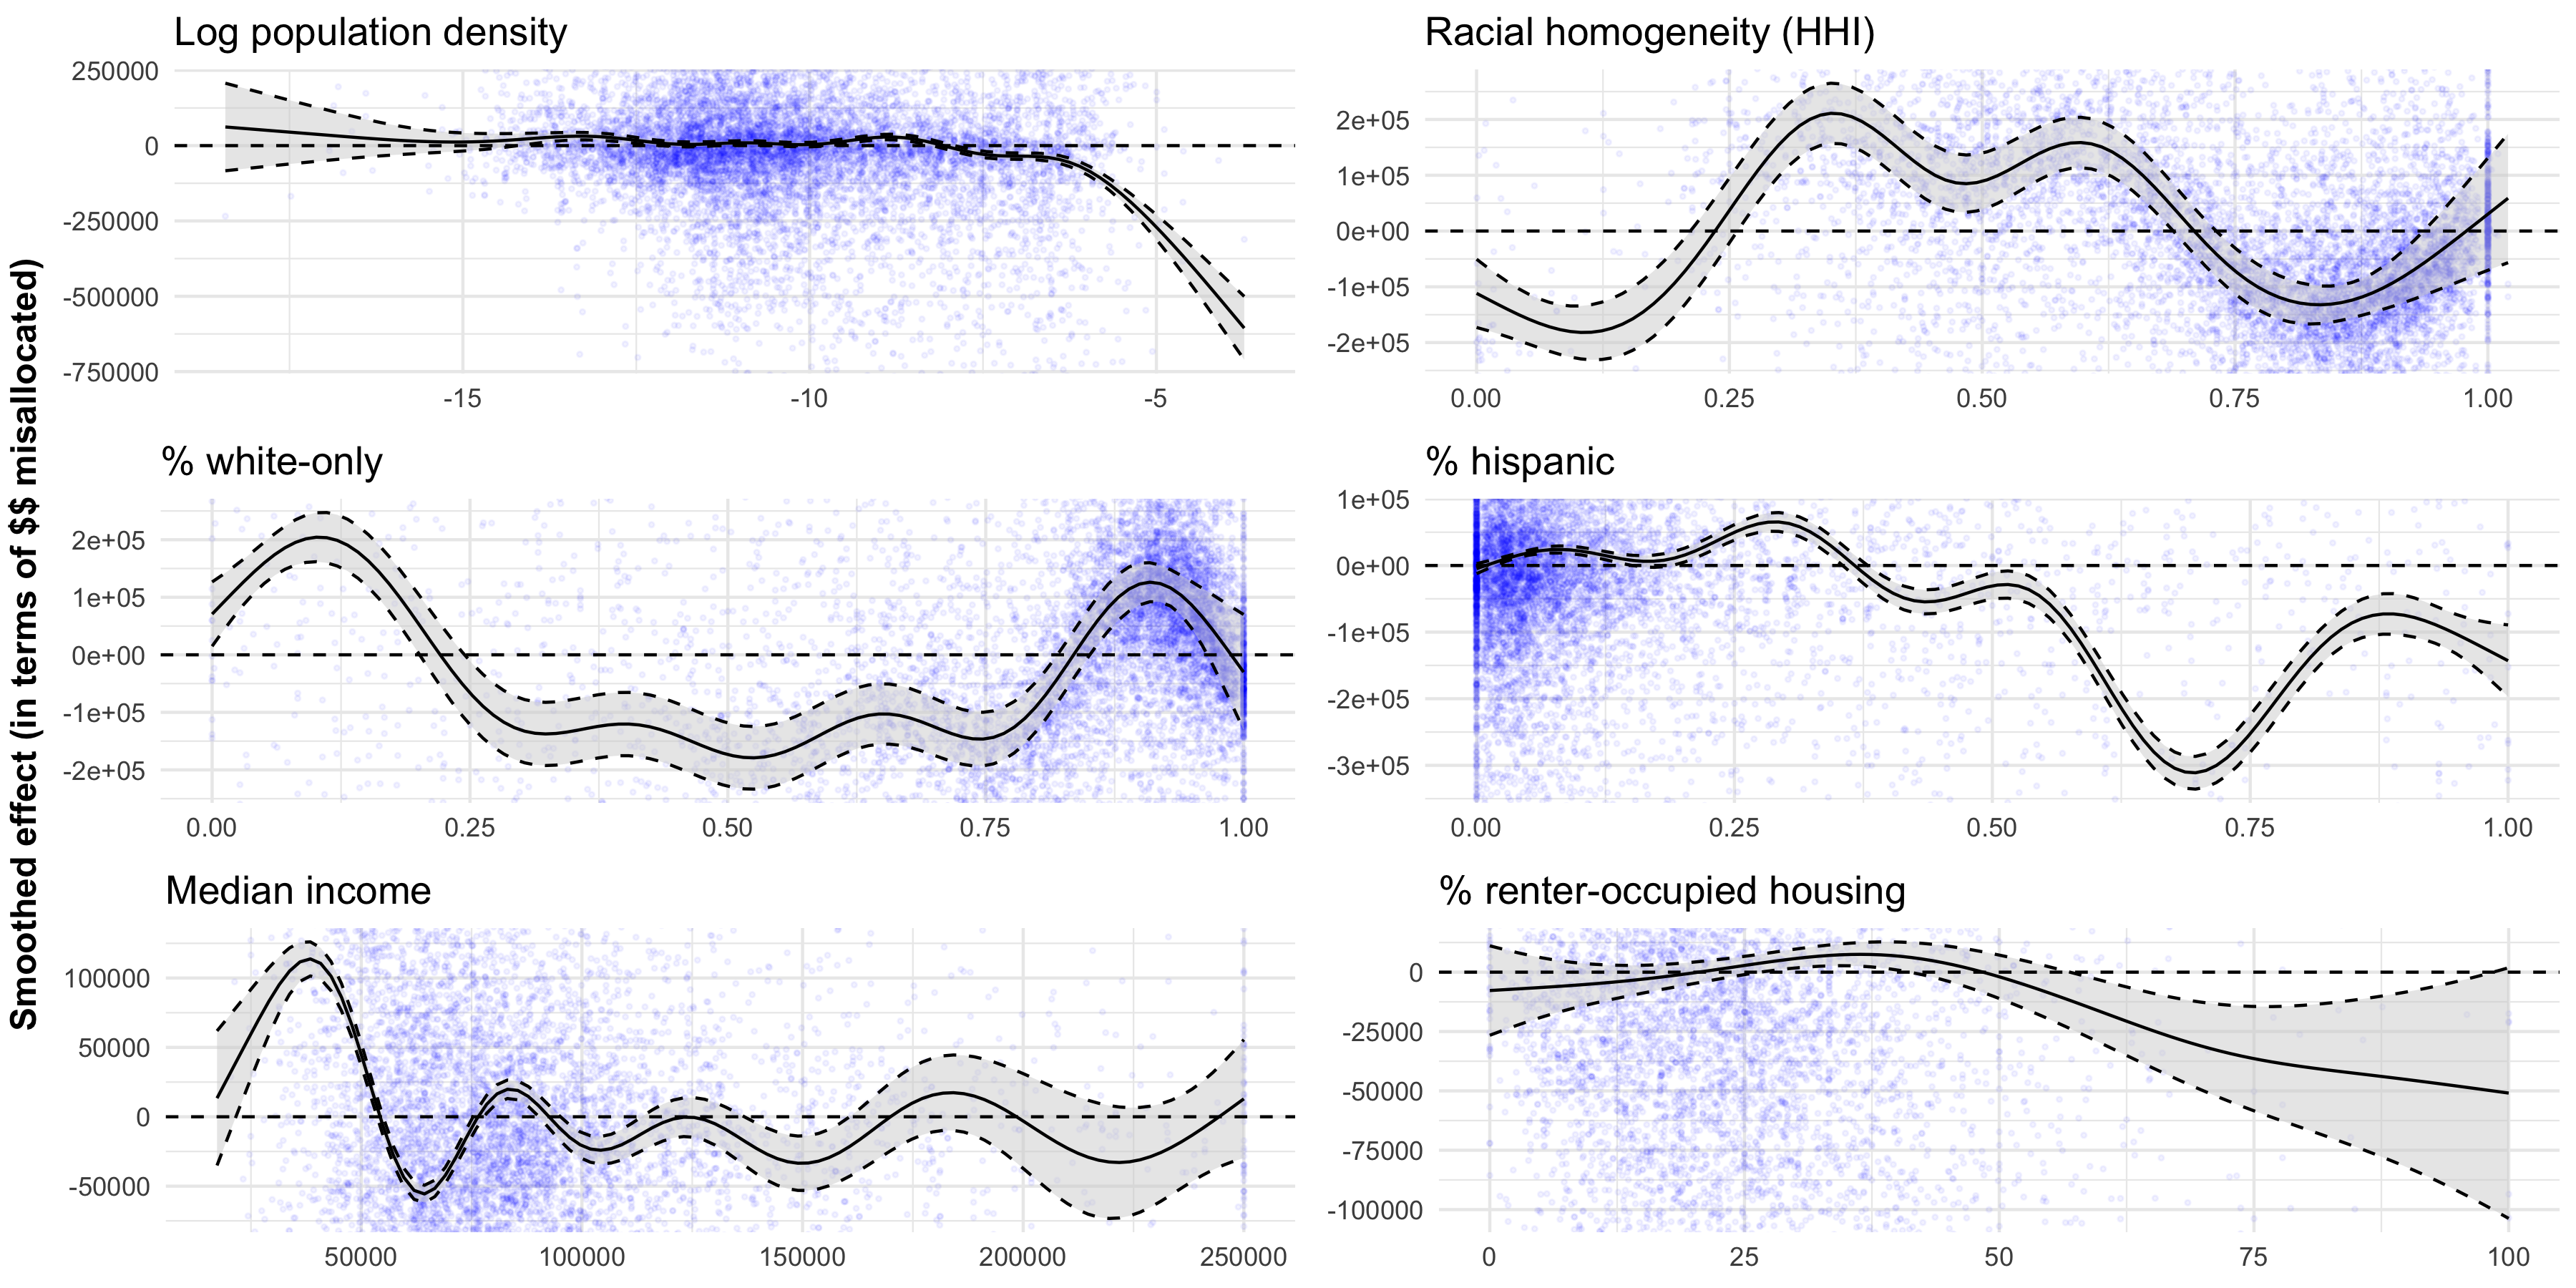 Smoothed effect (in terms of $$ misallocated)
Log population density
250000
0
-250000
-500000
-750000
-15 -10 -5
Racial homogeneity (HHI)
2e+05
1e+05
0e+00
-1e+05
-2e+05
0.00 0.25 0.50 0.75 1.00
% white-only
2e+05
1e+05
0e+00
-1e+05
-2e+05
0.00 0.25 0.50 0.75 1.00
% hispanic
1e+05
0e+00
-1e+05
-2e+05
-3e+05
0.00 0.25 0.50 0.75 1.00
Median income
100000
50000
0
-50000
50000 100000 150000 200000 250000
% renter-occupied housing
0
-25000
-50000
-75000
-100000
0 25 50 75 100